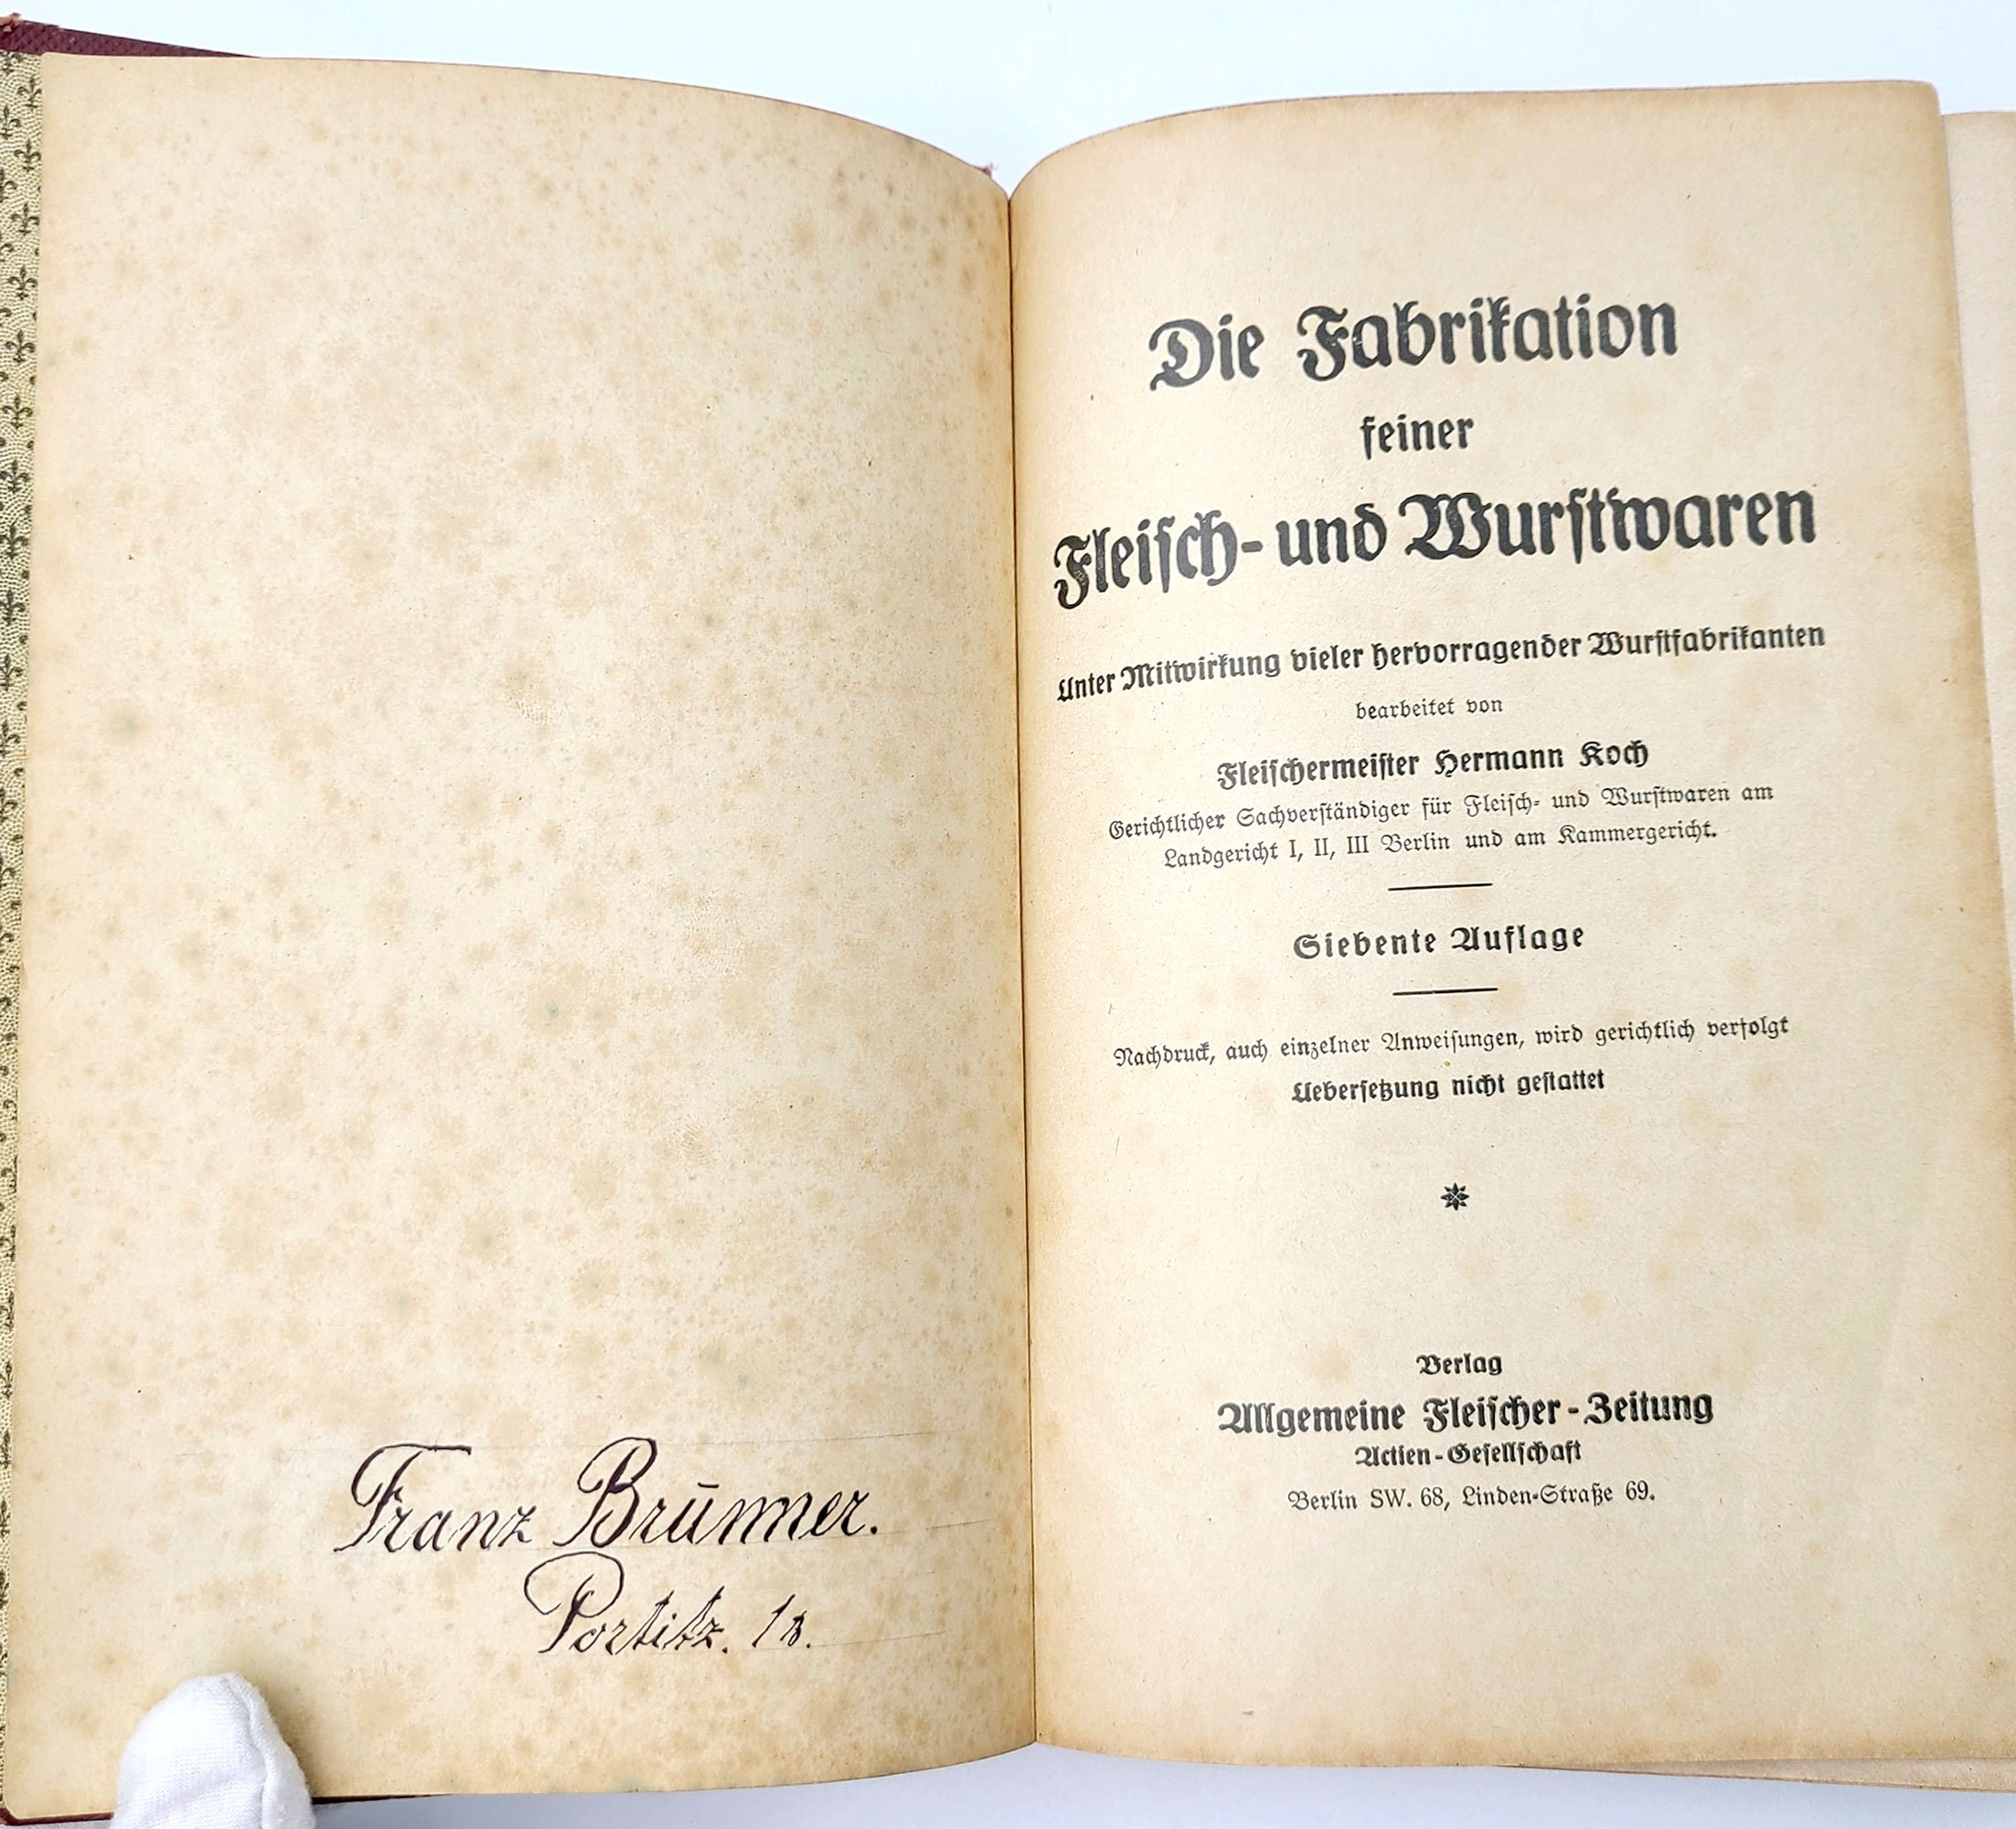 Franz Brūnner.
Portitz. 18.
Die Fabrikation
feiner
Fleisch- und Wurstwaren
Unter Mitwirkung vieler hervorragender Wurstfabrikanten
bearbeitet von
Fleischermeister Hermann Koch
Gerichtlicher Sachverständiger für Fleisch- und Wurstwaren am
Landgericht I, II, III Berlin und am Kammergericht.
Siebente Auflage
Nachdruck, auch einzelner Anweisungen, wird gerichtlich verfolgt
Uebersetzung nicht gestattet
Verlag
Allgemeine Fleischer-Zeitung
Actien-Gesellschaft
Berlin SW. 68, Linden-Straße 69.